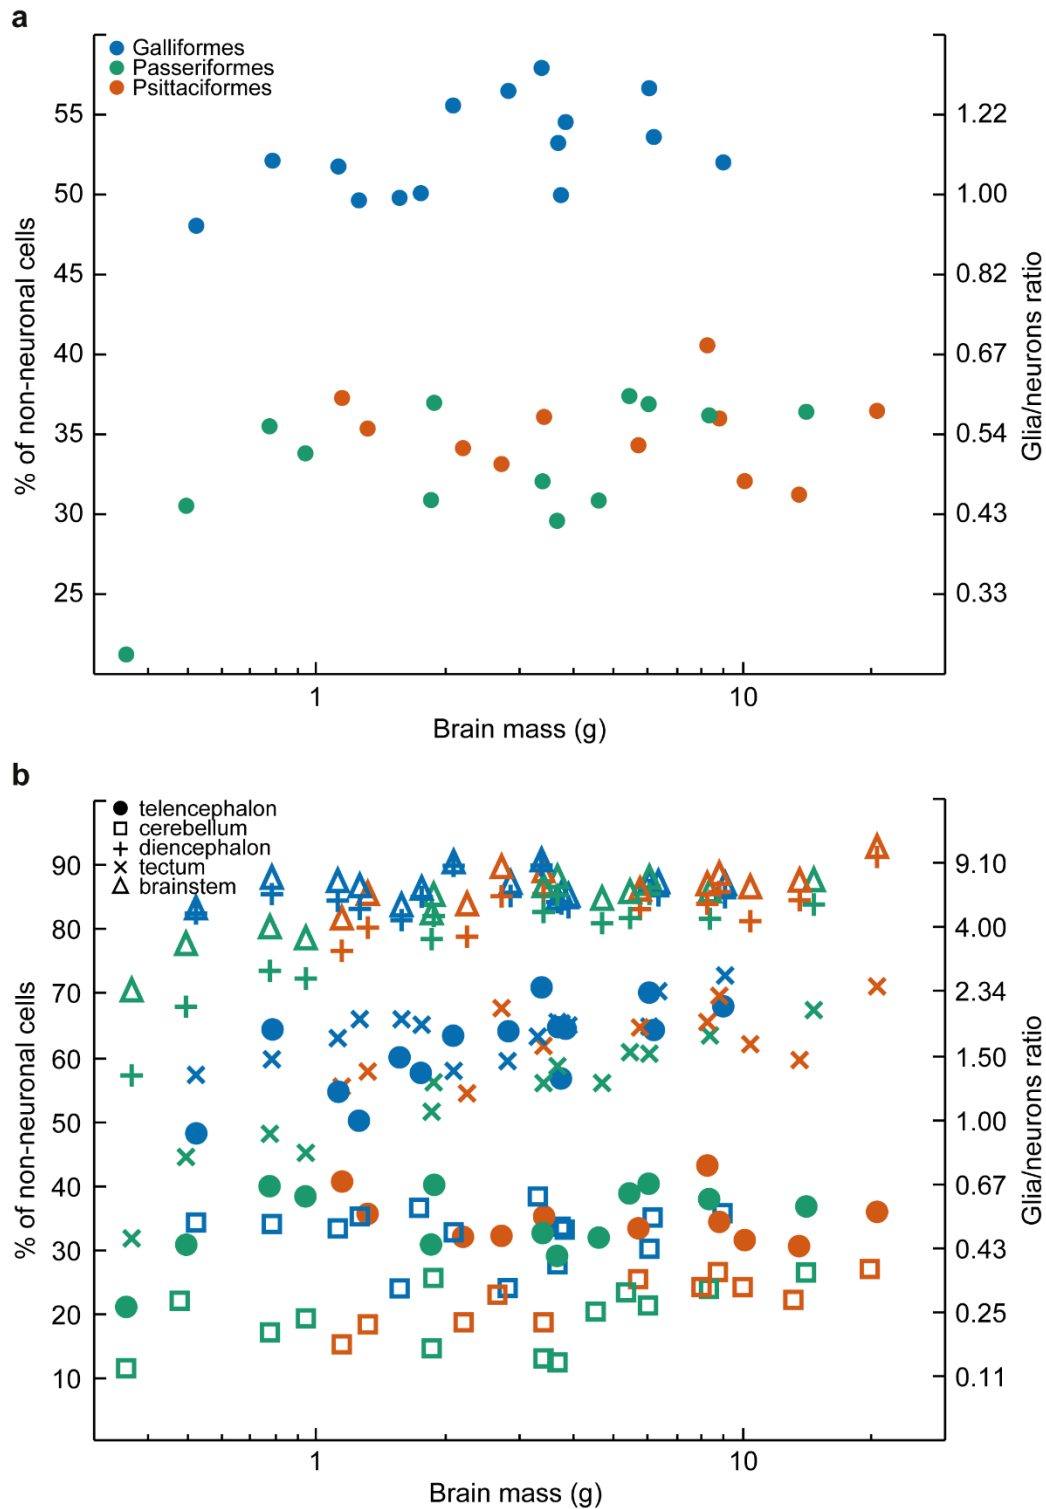 a
Galliformes
Passeriformes
Psittaciformes
55
50
45
40
35
30
25
% of non-neuronal cells
1.22
1.00
0.82
0.67
0.54
0.43
0.33
Glia/neurons ratio
1
10
Brain mass (g)
b
telencephalon
cerebellum
diencephalon
tectum
brainstem
90
80
70
60
50
40
30
20
10
% of non-neuronal cells
9.10
4.00
2.34
1.50
1.00
0.67
0.43
0.25
0.11
Glia/neurons ratio
1
10
Brain mass (g)